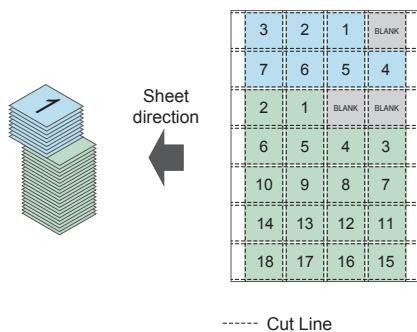 3 2 1 BLANK
7 6 5 4
2 1 BLANK BLANK
6 5 4 3
10 9 8 7
14 13 12 11
18 17 16 15
1
Sheet
direction
Cut Line